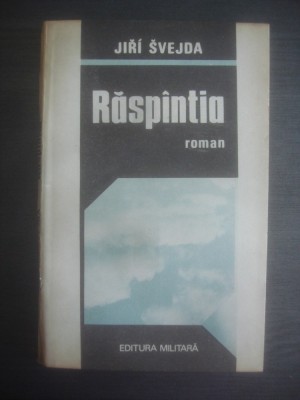 JIŘÍ ŠVEJDA
Răspîntia
roman
EDITURA MILITARĂ